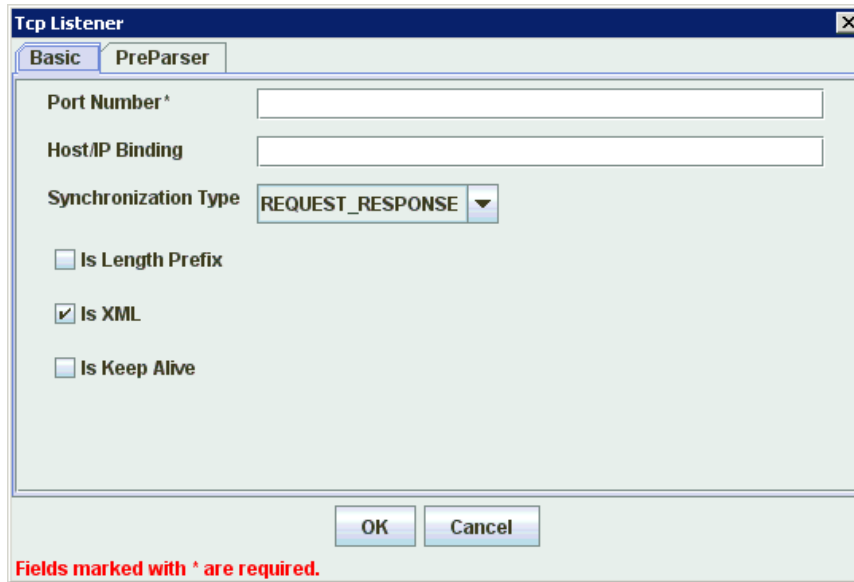 Tcp Listener
Basic PreParser
Port Number*
Host/IP Binding
Synchronization Type REQUEST_RESPONSE
Is Length Prefix
Is XML
Is Keep Alive
OK Cancel
Fields marked with * are required.